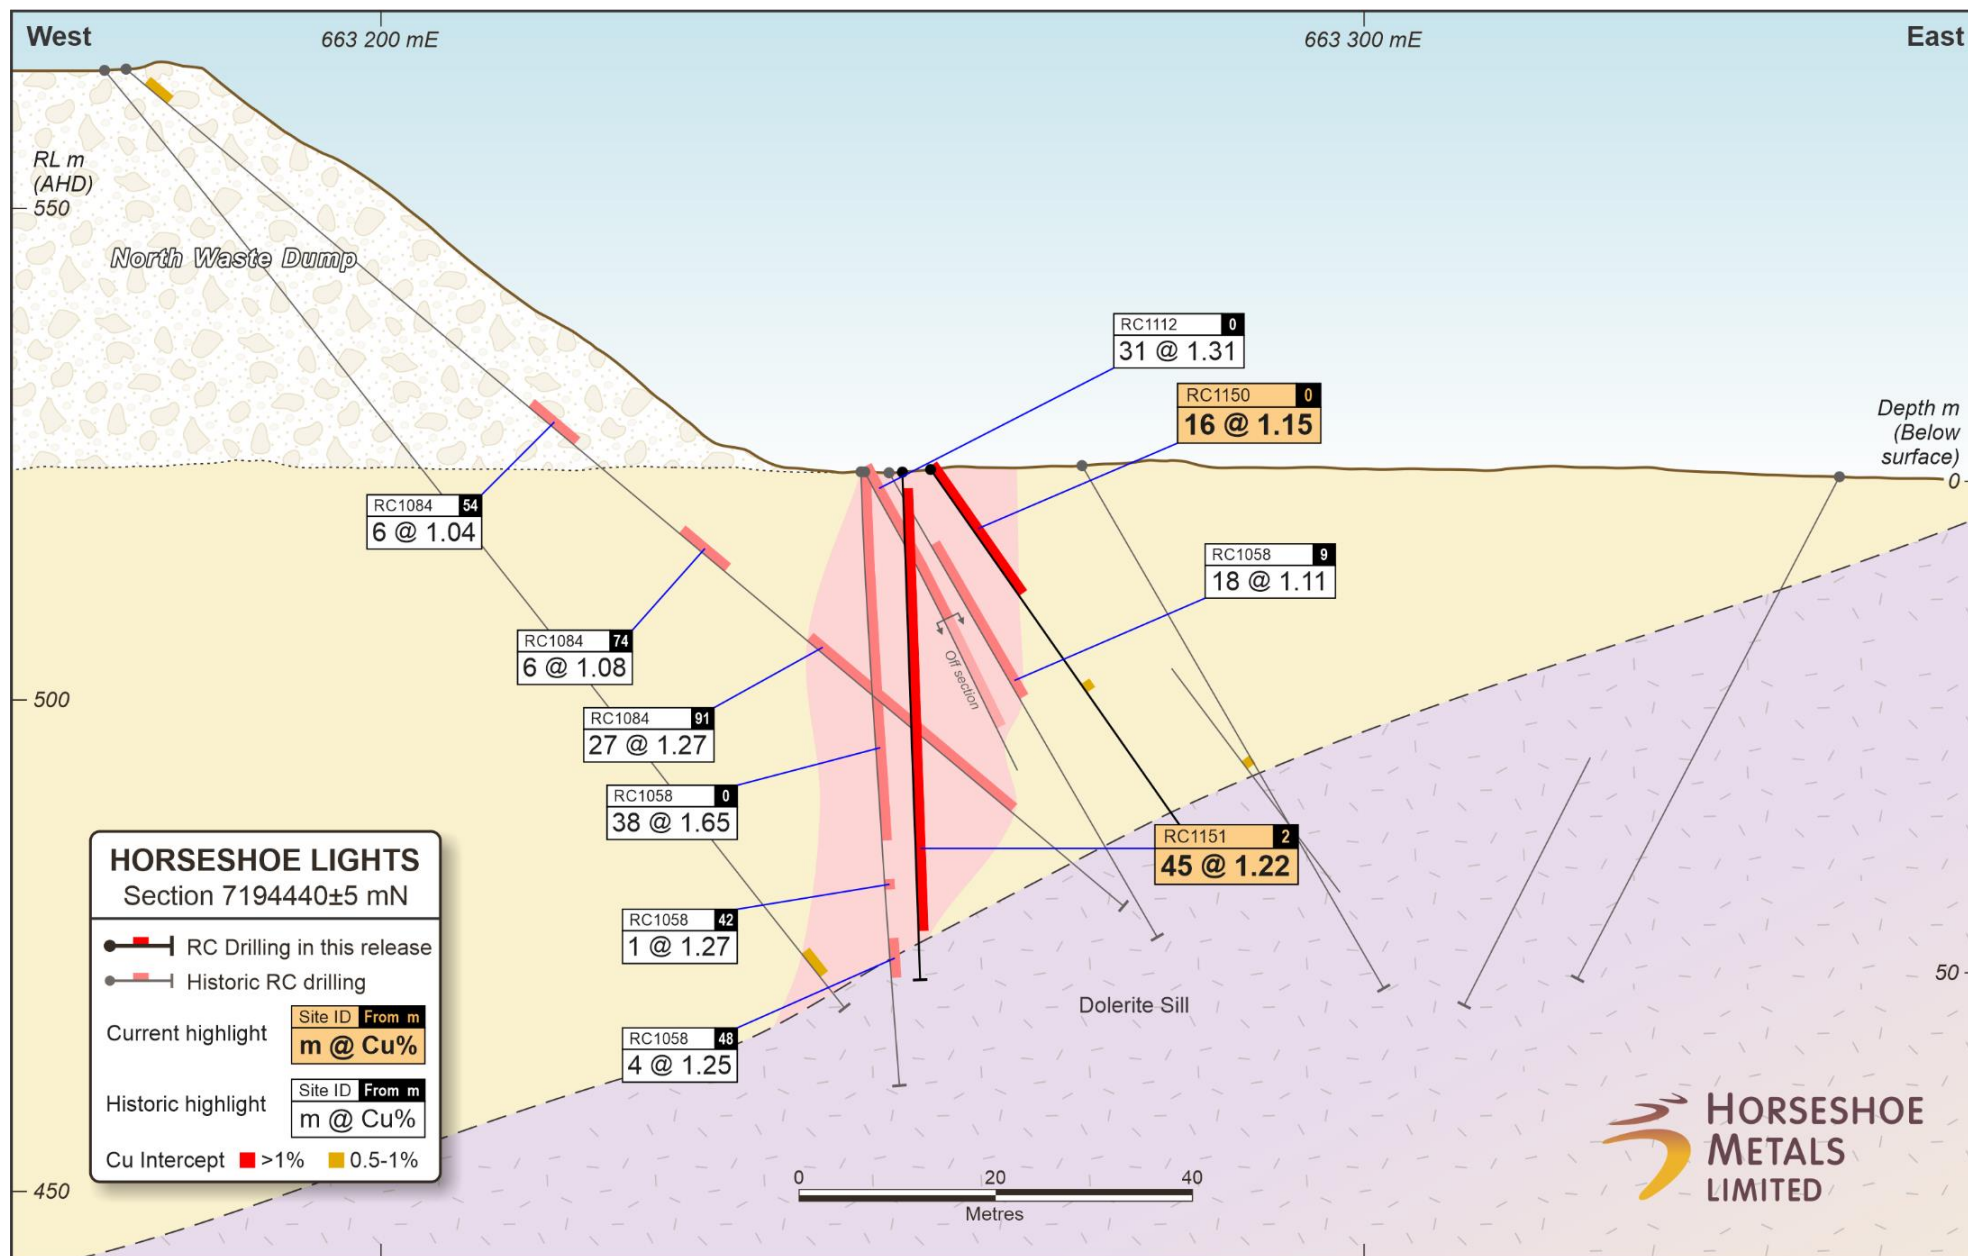 West
663 200 mE
663 300 mE
East
RL m
(AHD)
550
North Waste Dump
RC1112 0
31 @ 1.31
RC1150 0
16 @ 1.15
Depth m
(Below
surface)
0
RC1084 54
6 @ 1.04
RC1058 9
18 @ 1.11
RC1084 74
6 @ 1.08
Off section
500
RC1084 91
27 @ 1.27
RC1058 0
38 @ 1.65
RC1151 2
45 @ 1.22
RC1058 42
1 @ 1.27
50
Dolerite Sill
RC1058 48
4 @ 1.25
HORSESHOE LIGHTS
Section 7194440±5 mN
RC Drilling in this release
Historic RC drilling
Current highlight
Site ID From m
m @ Cu%
Historic highlight
Site ID From m
m @ Cu%
Cu Intercept >1% 0.5-1%
450
0 20 40
Metres
HORSESHOE
METALS
LIMITED